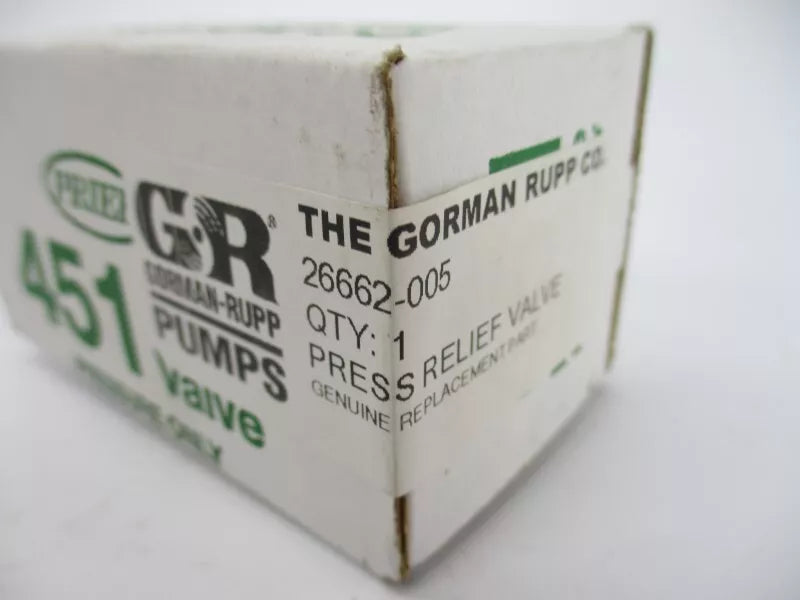 G·R®
GORMAN-RUPP
PUMPS
THE GORMAN RUPP CO.
26662-005
QTY: 1
PRESS RELIEF VALVE
GENUINE REPLACEMENT PART
451
valve
ONLY